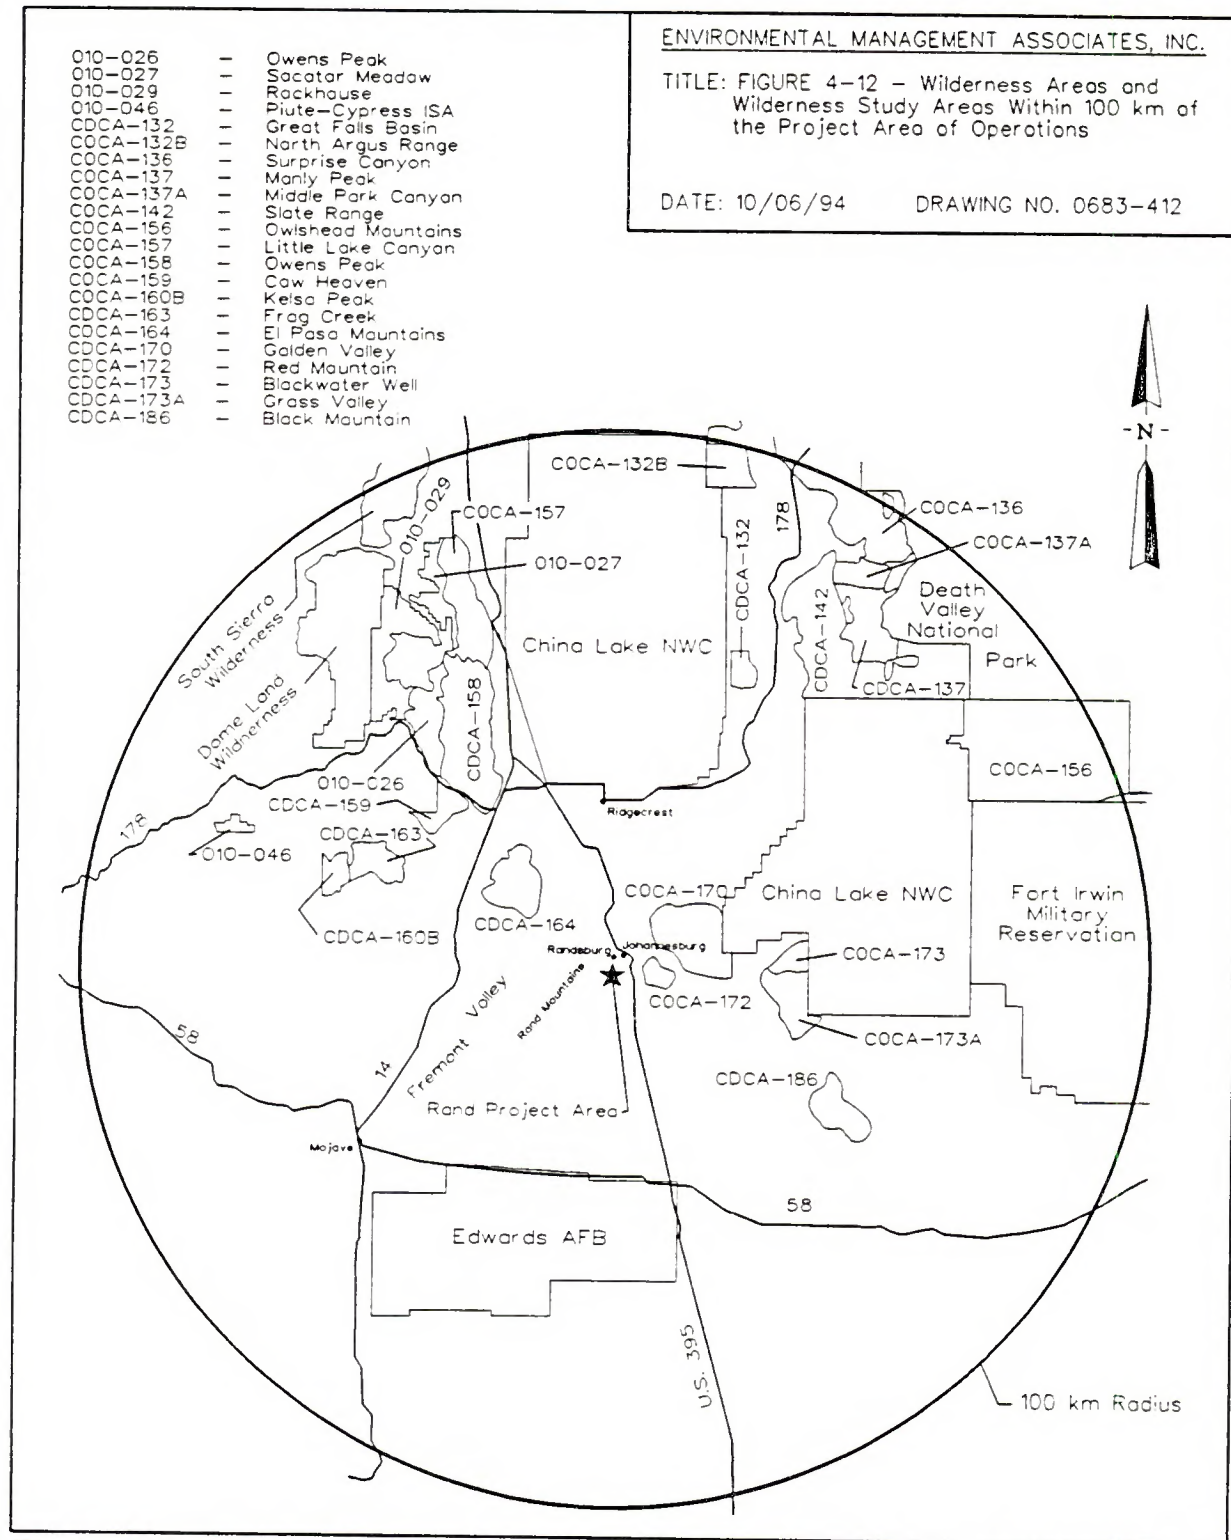 ENVIRONMENTAL MANAGEMENT ASSOCIATES, INC.
TITLE: FIGURE 4-12 - Wilderness Areas and
Wilderness Study Areas Within 100 km of
the Project Area of Operations
DATE: 10/06/94 DRAWING NO. 0683-412
010-026 - Owens Peak
010-027 - Sacatar Meadow
010-029 - Rockhouse
010-046 - Piute-Cypress ISA
CDCA-132 - Great Falls Basin
CDCA-132B - North Argus Range
CDCA-136 - Surprise Canyon
CDCA-137 - Manly Peak
CDCA-137A - Middle Park Canyon
CDCA-142 - Slate Range
CDCA-156 - Owlshead Mountains
CDCA-157 - Little Lake Canyon
CDCA-158 - Owens Peak
CDCA-159 - Cow Heaven
CDCA-160B - Kelso Peak
CDCA-163 - Frog Creek
CDCA-164 - El Paso Mountains
CDCA-170 - Golden Valley
CDCA-172 - Red Mountain
CDCA-173 - Blackwater Well
CDCA-173A - Grass Valley
CDCA-186 - Black Mountain
-N-
CDCA-132B
010-029
CDCA-157
010-027
178
CDCA-132
CDCA-136
CDCA-137A
CDCA-142
Death
Valley
National
Park
China Lake NWC
CDCA-137
South Sierra
Wilderness
Dome Land
Wilderness
CDCA-158
010-026
CDCA-159
CDCA-163
178
010-046
CDCA-160B
CDCA-156
Ridgecrest
CDCA-164
CDCA-170
China Lake NWC
Fort Irwin
Military
Reservation
Johannesburg
Randsburg
Rand Mountains
CDCA-173
CDCA-172
CDCA-173A
Fremont Valley
58
14
CDCA-186
Rand Project Area
Mojave
58
Edwards AFB
U.S. 395
100 km Radius